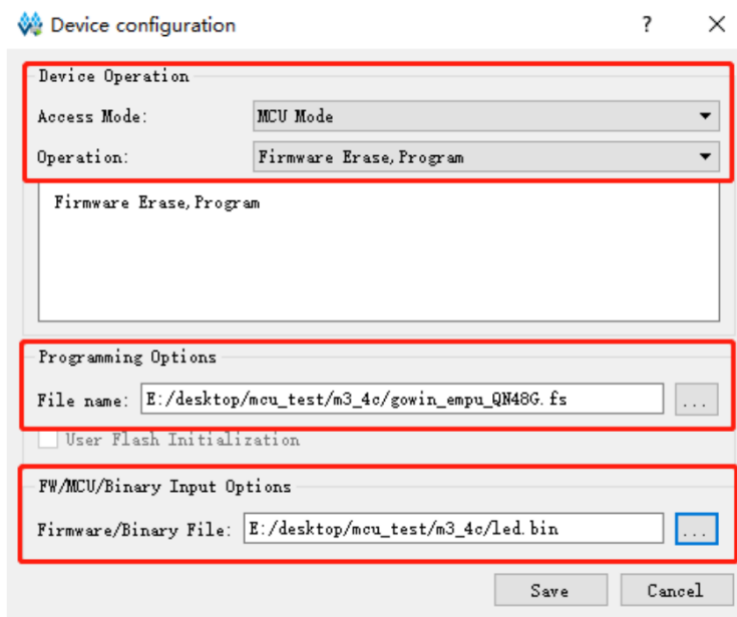 Device configuration ?
Device Operation
Access Mode: MCU Mode
Operation: Firmware Erase,Program
Firmware Erase,Program
Programming Options
File name: E:/desktop/mcu_test/m3_4c/gowin_empu_QN48G.fs ...
User Flash Initialization
FW/MCU/Binary Input Options
Firmware/Binary File: E:/desktop/mcu_test/m3_4c/led.bin ...
Save Cancel